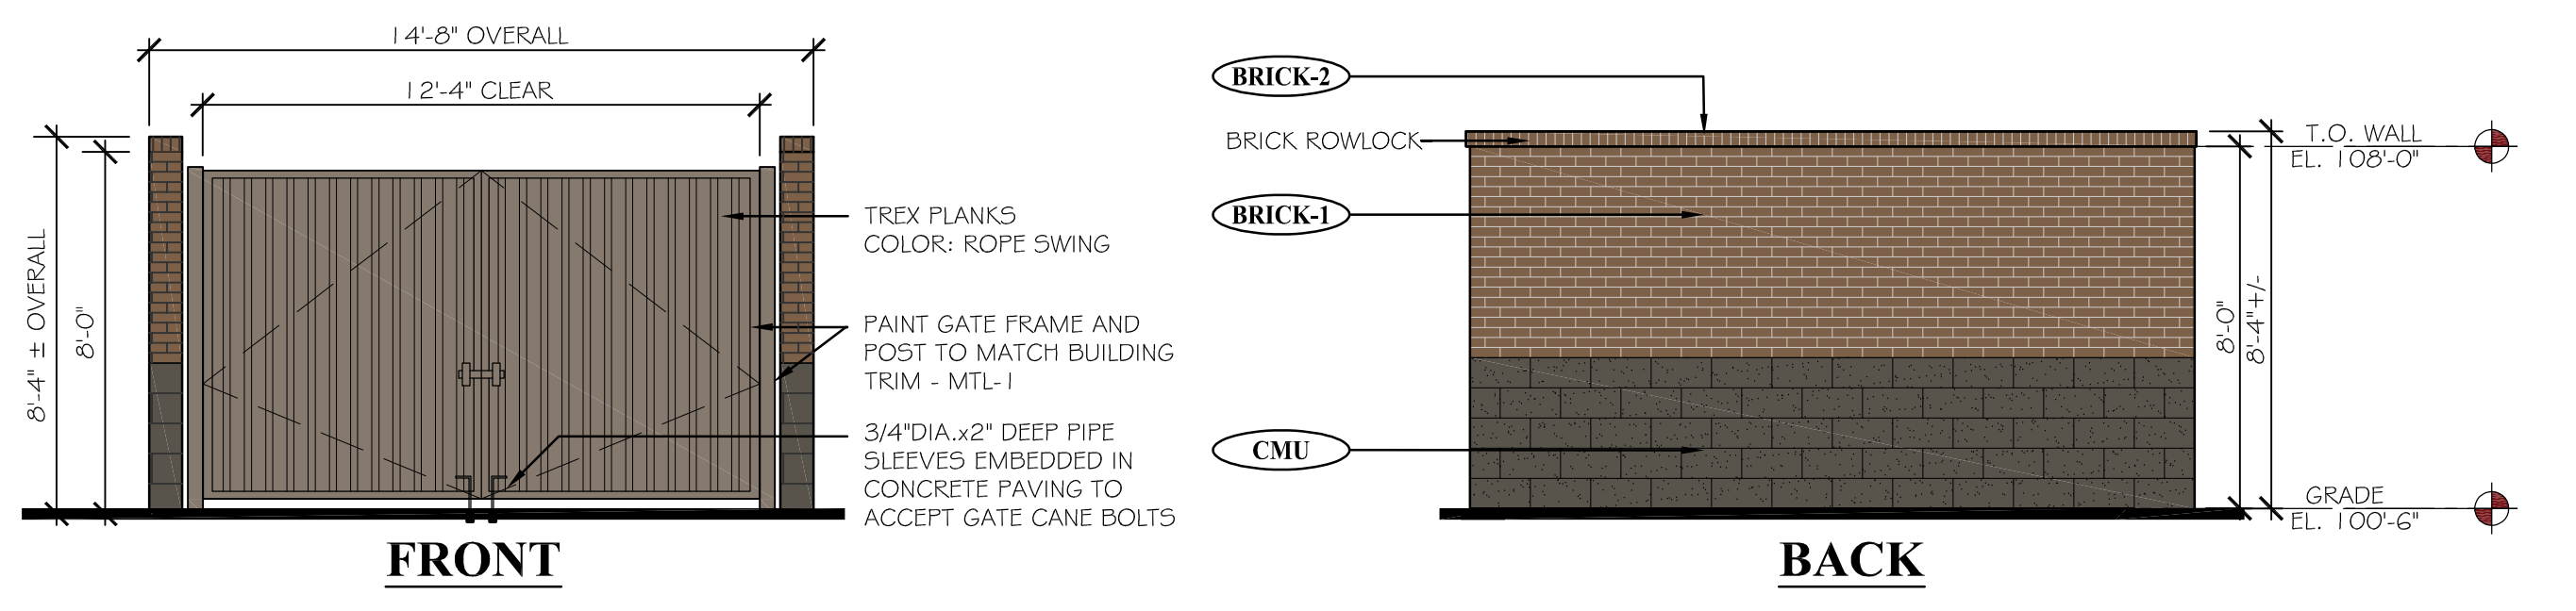 14'-8" OVERALL
12'-4" CLEAR
8'-4" ± OVERALL
8'-0"
TREX PLANKS
COLOR: ROPE SWING
PAINT GATE FRAME AND
POST TO MATCH BUILDING
TRIM - MTL-1
3/4"DIA.x2" DEEP PIPE
SLEEVES EMBEDDED IN
CONCRETE PAVING TO
ACCEPT GATE CANE BOLTS
FRONT
BRICK-2
BRICK ROWLOCK
BRICK-1
CMU
8'-0"
8'-4"+/-
T.O. WALL
EL. 108'-0"
GRADE
EL. 100'-6"
BACK